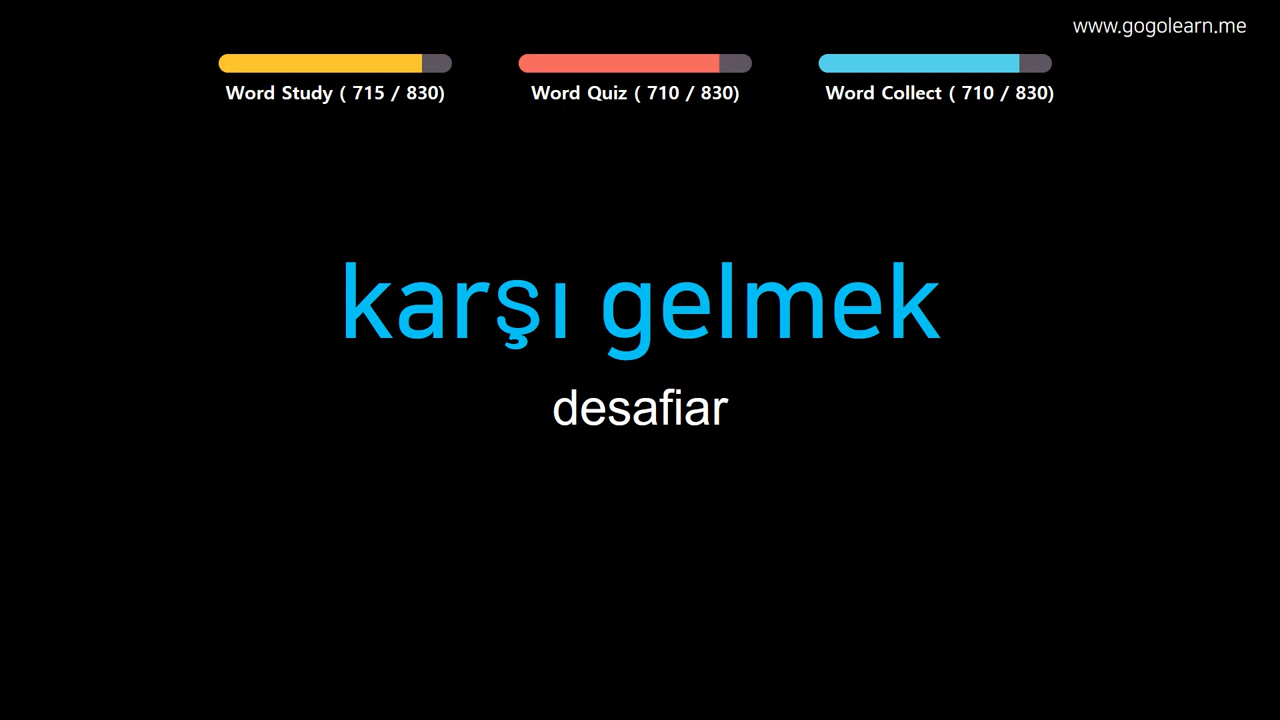 www.gogolearn.me
Word Study ( 715 / 830)
Word Quiz ( 710 / 830)
Word Collect ( 710 / 830)
karşı gelmek
desafiar